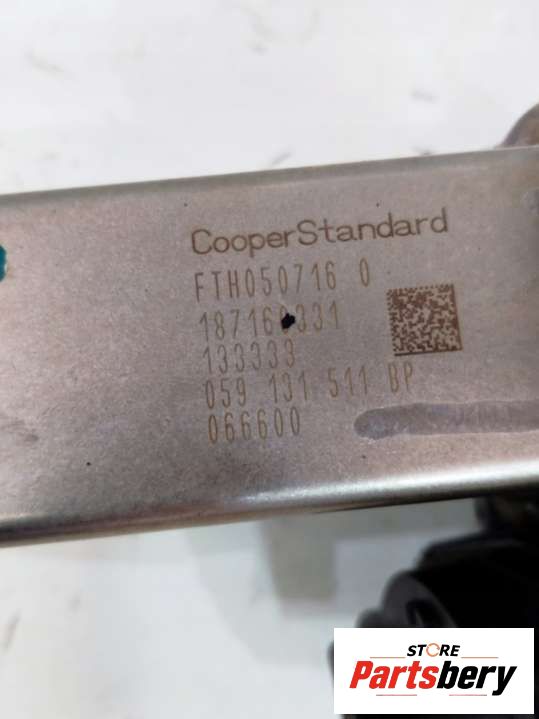 CooperStandard
FTH050716 0
133333
059 131 511 BP
066600
STORE
Partsbery